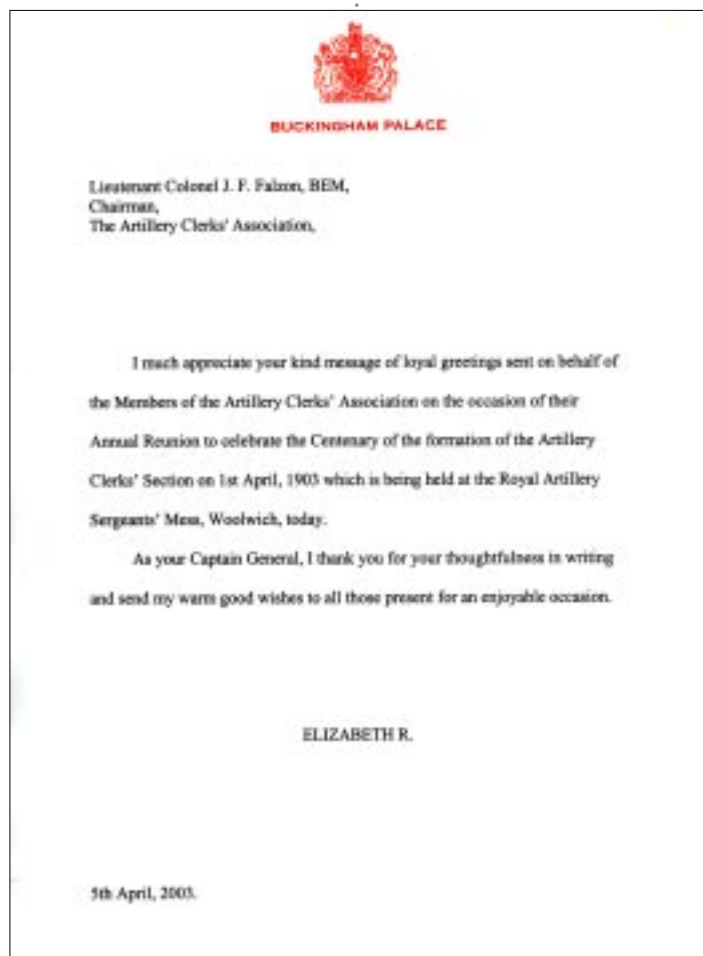 BUCKINGHAM PALACE
Lieutenant Colonel J. F. Falzon, BEM,
Chairman,
The Artillery Clerks' Association,
I much appreciate your kind message of loyal greetings sent on behalf of
the Members of the Artillery Clerks' Association on the occasion of their
Annual Reunion to celebrate the Centenary of the formation of the Artillery
Clerks' Section on 1st April, 1903 which is being held at the Royal Artillery
Sergeants' Mess, Woolwich, today.
As your Captain General, I thank you for your thoughtfulness in writing
and send my warm good wishes to all those present for an enjoyable occasion.
ELIZABETH R.
5th April, 2003.